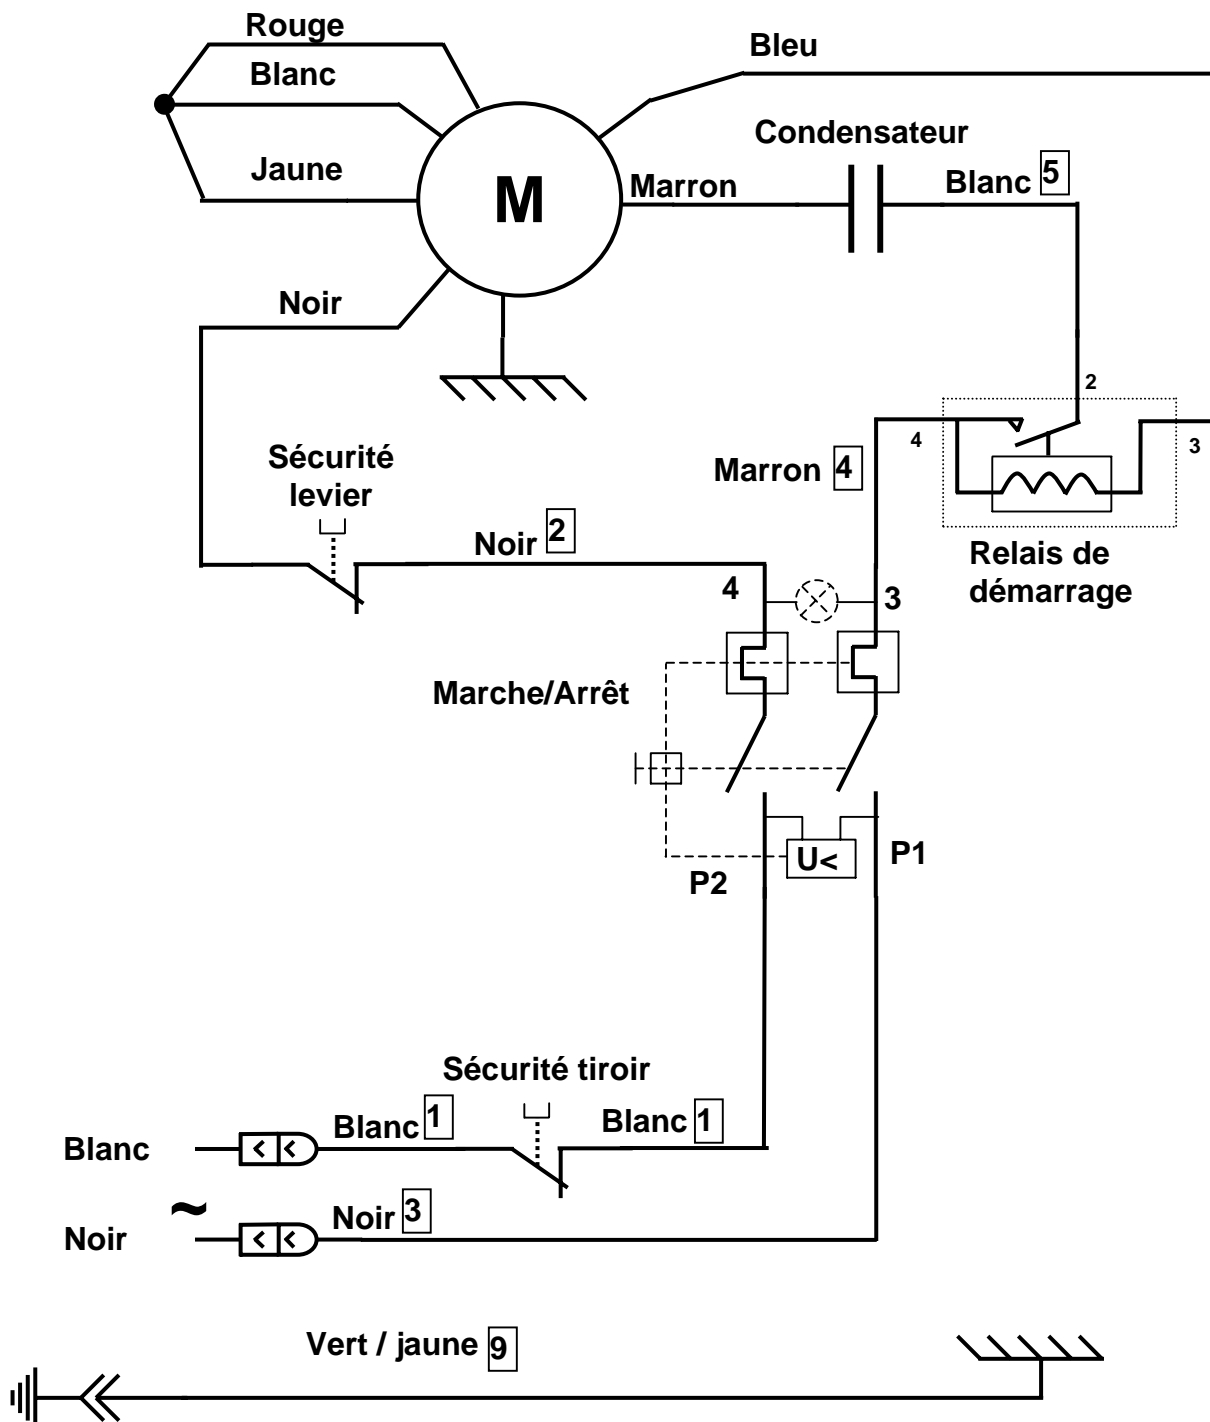 Rouge
Bleu
Blanc
Condensateur
Jaune
M
Marron
Blanc 5
Noir
2
4
3
Sécurité
levier
Marron 4
Noir 2
Relais de
démarrage
4
3
Marche/Arrêt
U<
P1
P2
Sécurité tiroir
Blanc
Blanc 1
Blanc 1
~
Noir
Noir 3
Vert / jaune 9